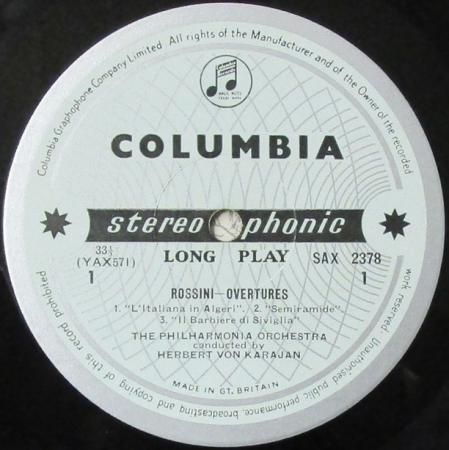 Columbia Graphophone Company Limited. All rights of the Manufacturer and of the Owner of the recorded
work reserved. Unauthorised public performance, broadcasting and copying of this record prohibited
COLUMBIA
stereophonic
33⅓
(YAX571)
1
LONG PLAY
SAX 2378
1
ROSSINI—OVERTURES
1. "L'Italiana in Algeri". 2. "Semiramide".
3. "Il Barbiere di Siviglia"
THE PHILHARMONIA ORCHESTRA
conducted by
HERBERT VON KARAJAN
MADE IN GT. BRITAIN